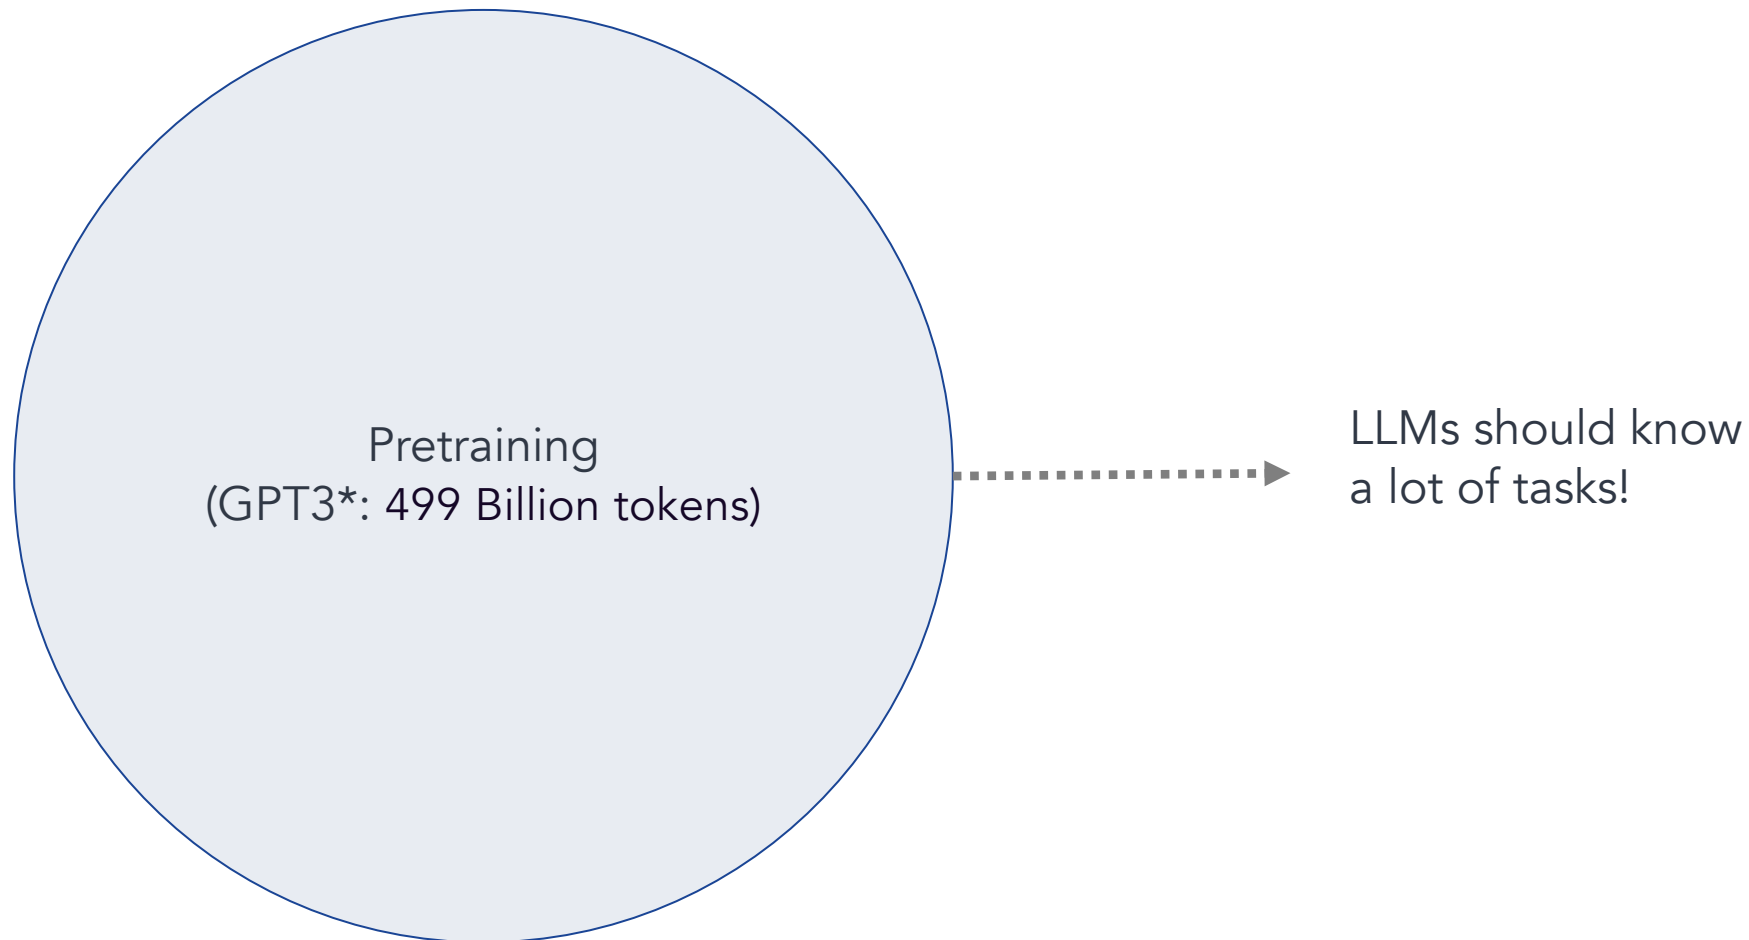 Pretraining
(GPT3*: 499 Billion tokens)
LLMs should know
a lot of tasks!